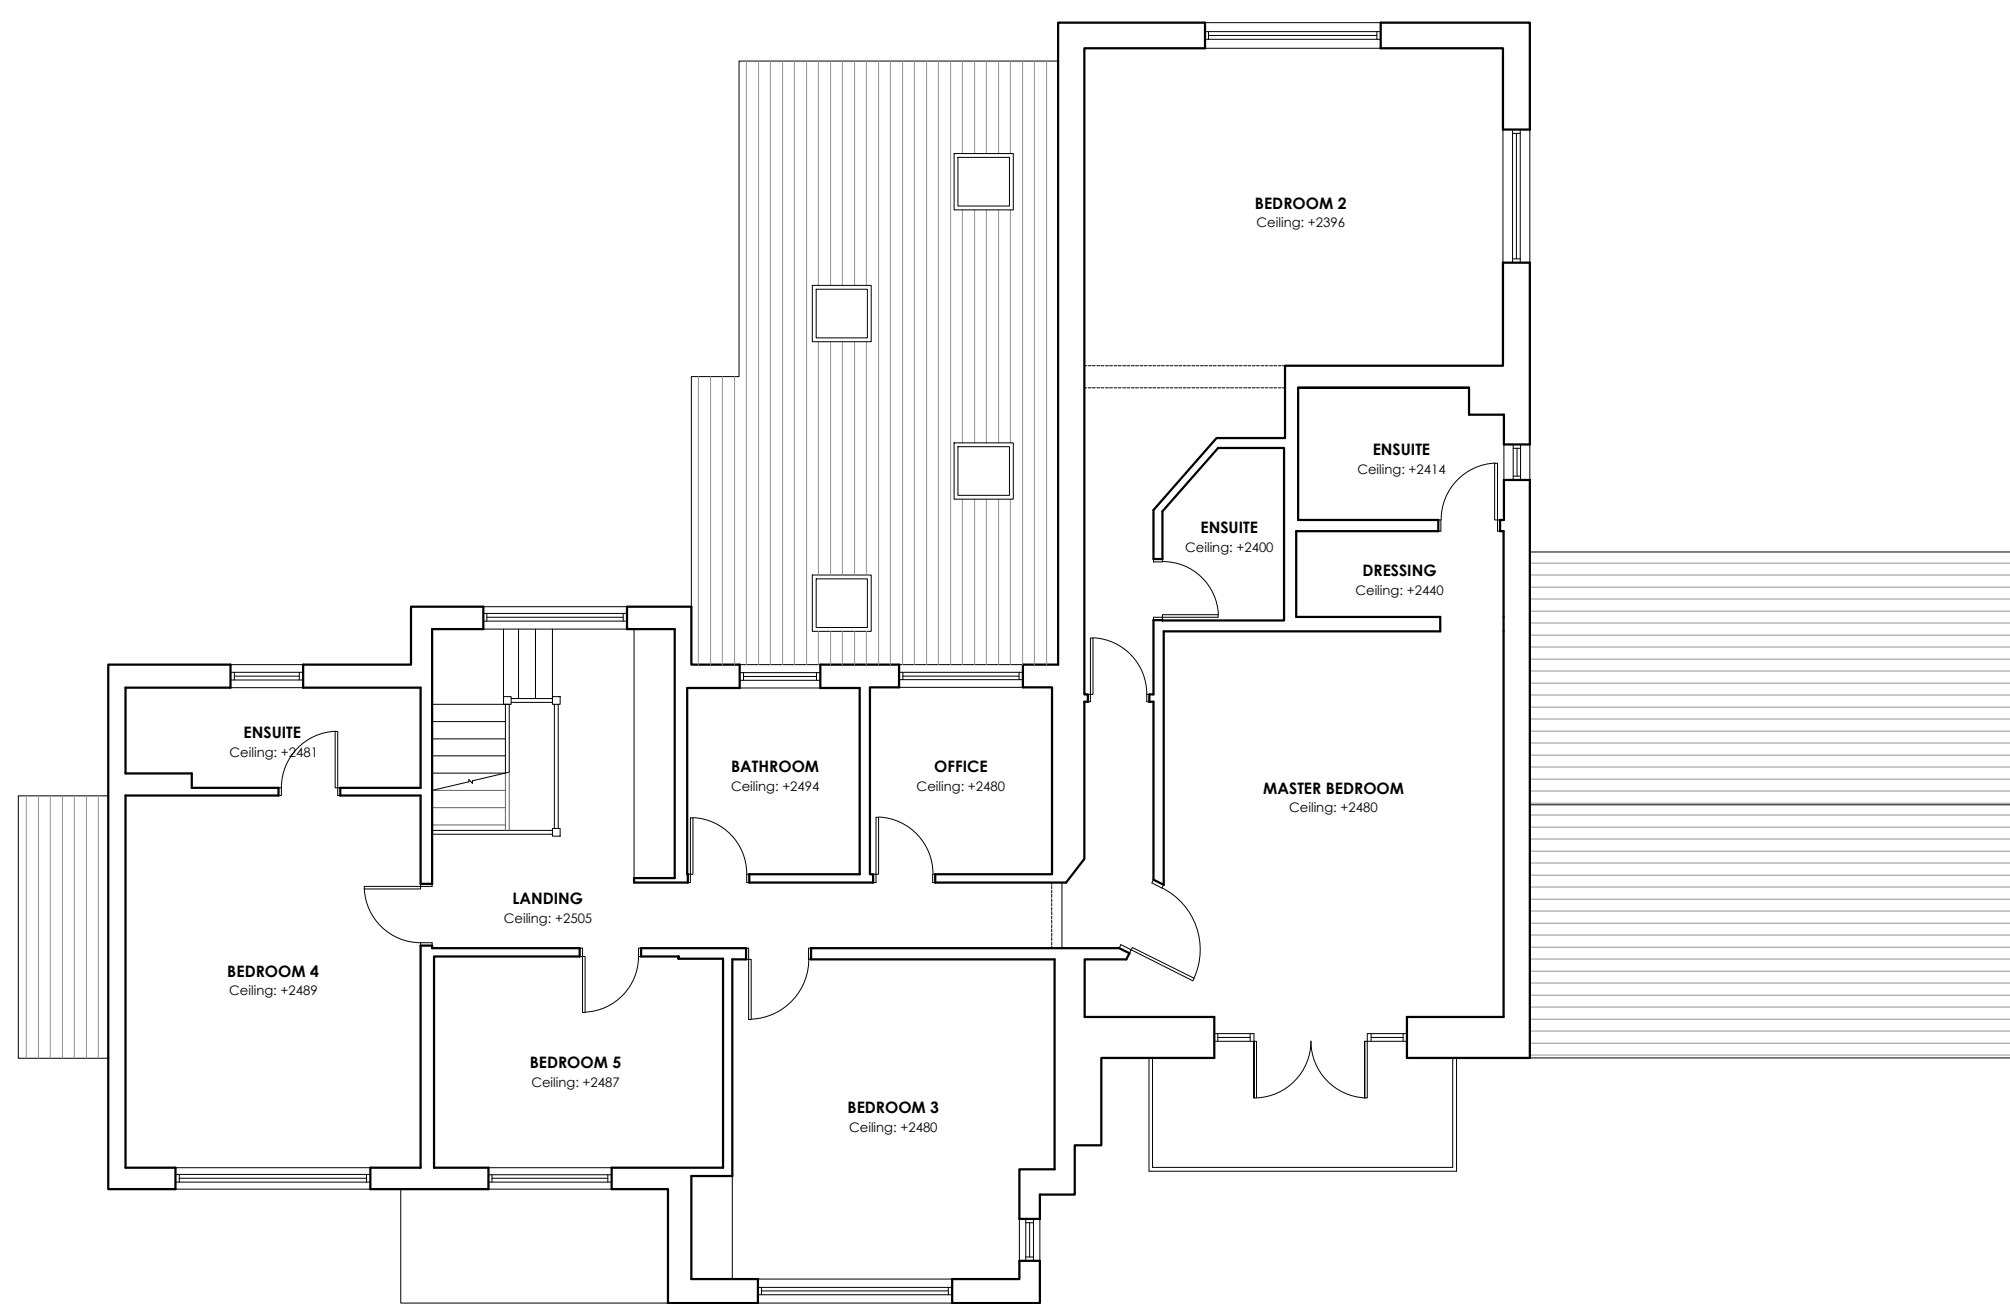 BEDROOM 2
Ceiling: +2396
ENSUITE
Ceiling: +2414
ENSUITE
Ceiling: +2400
DRESSING
Ceiling: +2440
ENSUITE
Ceiling: +2481
BATHROOM
Ceiling: +2494
OFFICE
Ceiling: +2480
MASTER BEDROOM
Ceiling: +2480
LANDING
Ceiling: +2505
BEDROOM 4
Ceiling: +2489
BEDROOM 5
Ceiling: +2487
BEDROOM 3
Ceiling: +2480